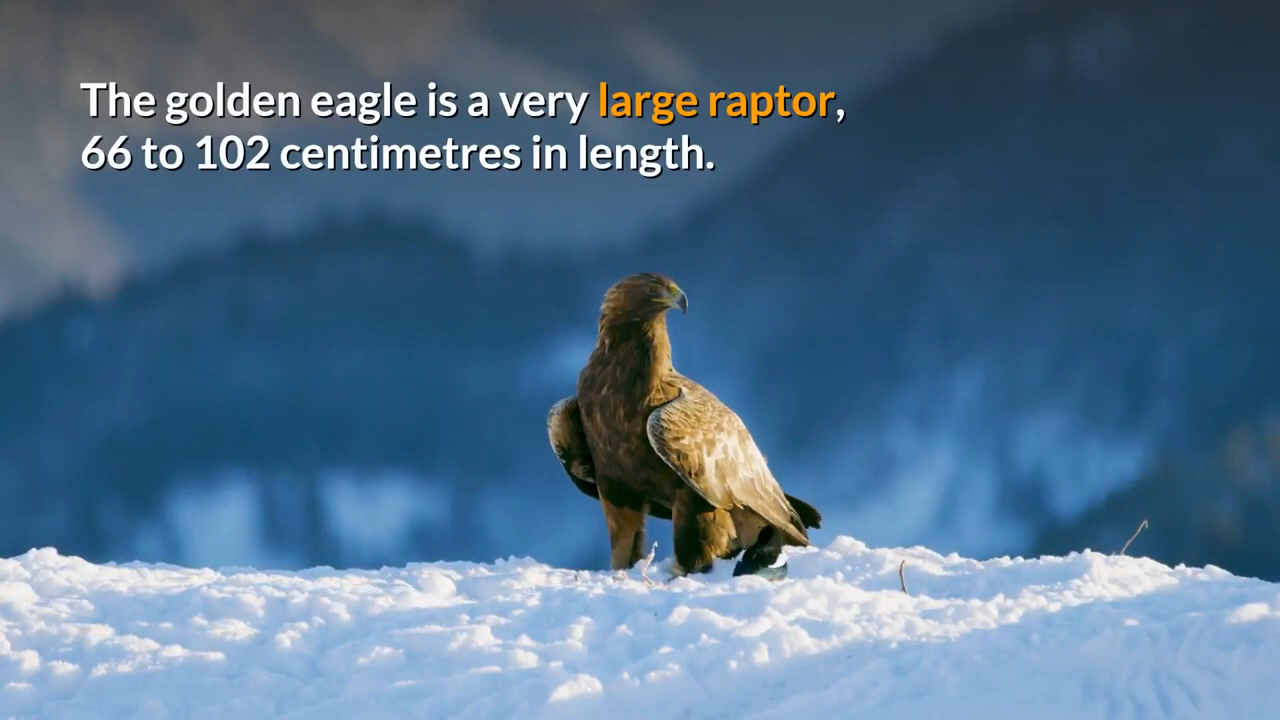 The golden eagle is a very large raptor,
66 to 102 centimetres in length.